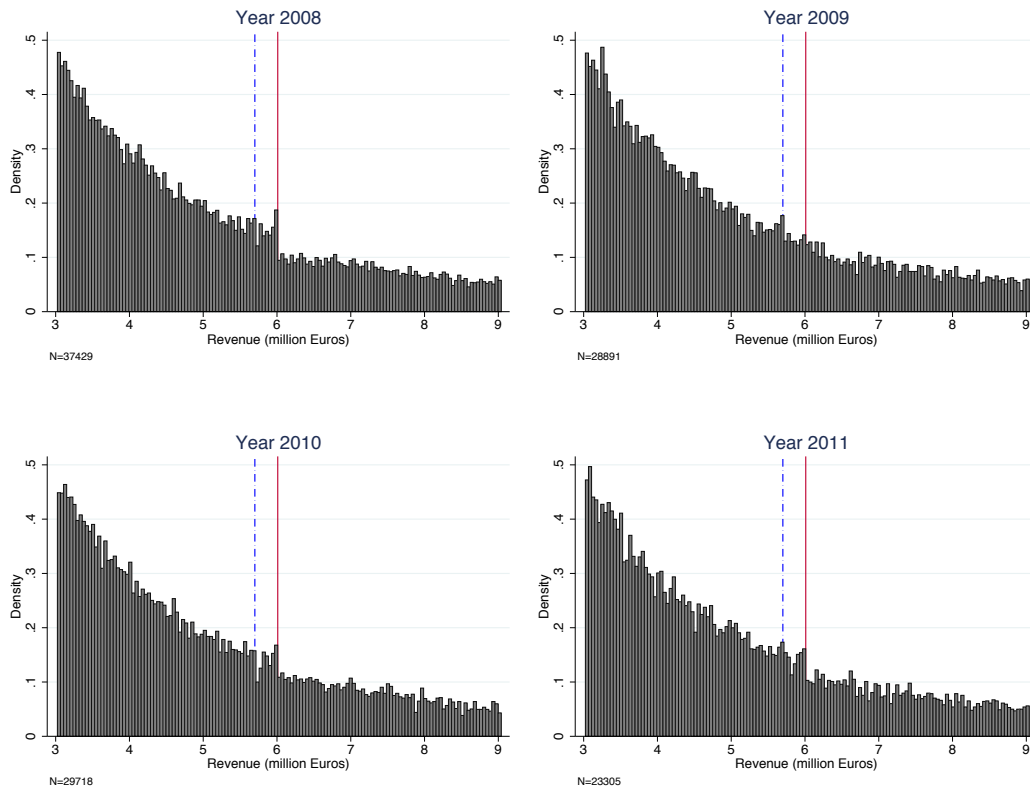 Year 2008
.5
.4
.3
.2
.1
0
Density
3 4 5 6 7 8 9
Revenue (million Euros)
N=37429
Year 2009
.5
.4
.3
.2
.1
0
Density
3 4 5 6 7 8 9
Revenue (million Euros)
N=28891
Year 2010
.5
.4
.3
.2
.1
0
Density
3 4 5 6 7 8 9
Revenue (million Euros)
N=29718
Year 2011
.5
.4
.3
.2
.1
0
Density
3 4 5 6 7 8 9
Revenue (million Euros)
N=23305